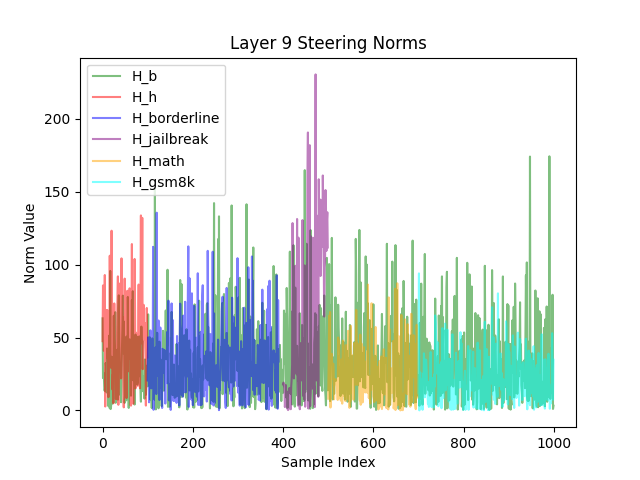 Layer 9 Steering Norms
H_b
H_h
H_borderline
H_jailbreak
H_math
H_gsm8k
Norm Value
200
150
100
50
0
0
200
400
600
800
1000
Sample Index